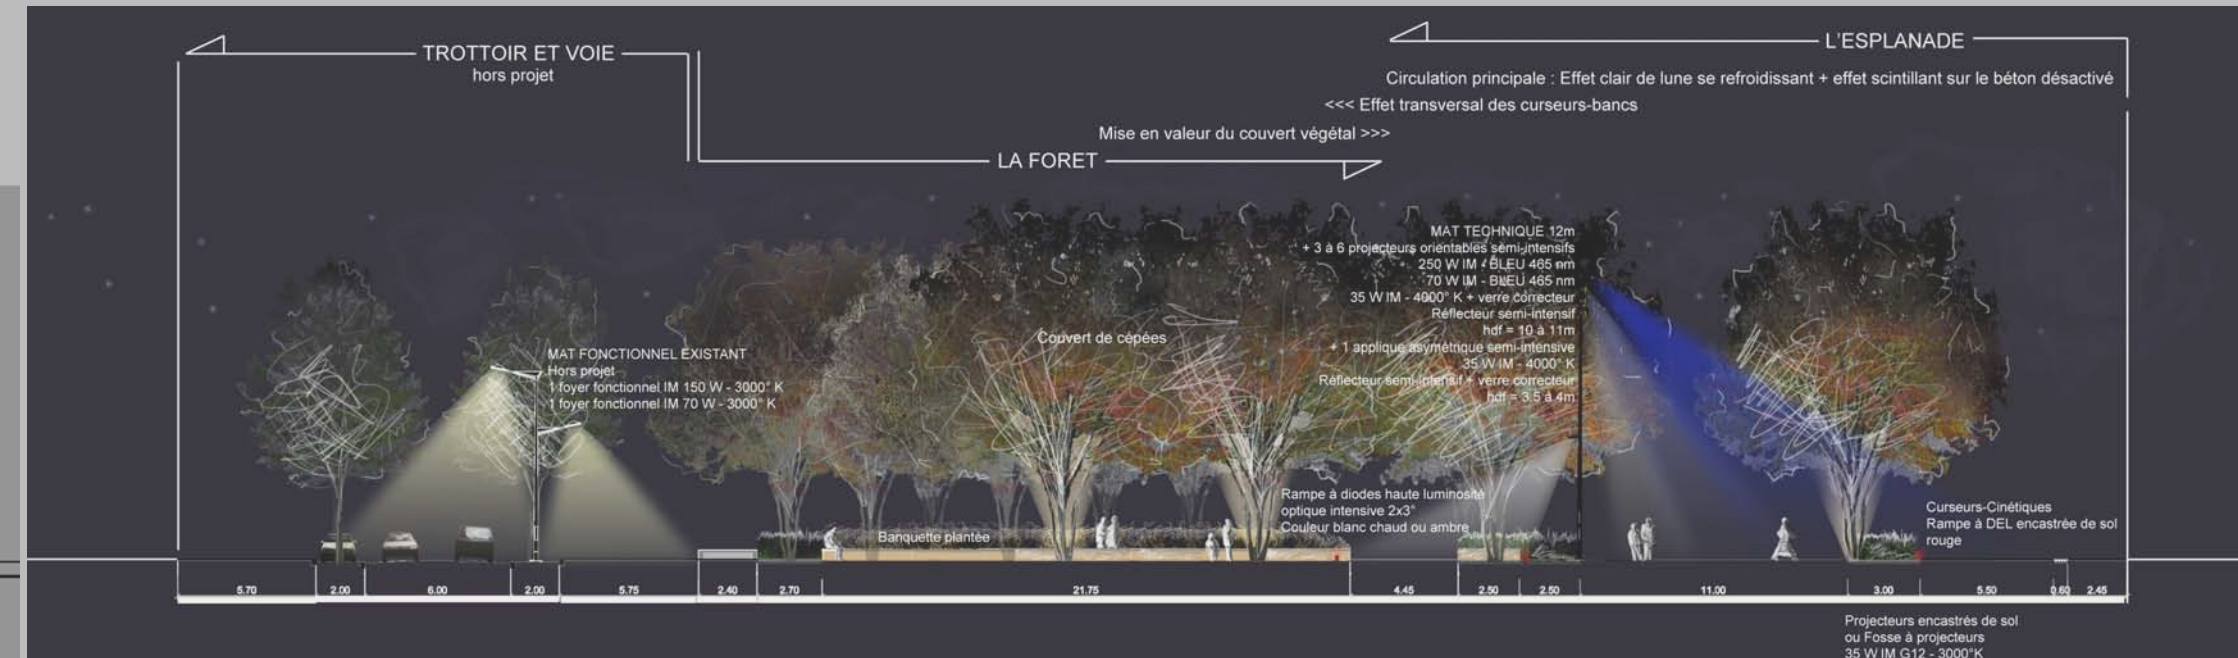 TROTTOIR ET VOIE
hors projet
L'ESPLANADE
Circulation principale : Effet clair de lune se refroidissant + effet scintillant sur le béton désactivé
<<< Effet transversal des curseurs-bancs
Mise en valeur du couvert végétal >>>
LA FORET
MAT TECHNIQUE 12m
+ 3 à 6 projecteurs orientables semi-intensifs
250 W IM - BLEU 465 nm
70 W IM - BLEU 465 nm
35 W IM - 4000° K + verre correcteur
Réflecteur semi-intensif
hdf = 10 à 11m
+ 1 applique asymétrique semi-intensive
35 W IM - 4000° K
Réflecteur semi-intensif + verre correcteur
hdf = 3.5 à 4m
Couvert de cépées
MAT FONCTIONNEL EXISTANT
Hors projet
1 foyer fonctionnel IM 150 W - 3000° K
1 foyer fonctionnel IM 70 W - 3000° K
Rampe à diodes haute luminosité
optique intensive 2x3°
Couleur blanc chaud ou ambre
Banquette plantée
Curseurs-Cinétiques
Rampe à DEL encastrée de sol
rouge
5.70 2.00 6.00 2.00 5.75 2.40 2.70 21.75 4.45 2.50 2.50 11.00 3.00 5.50 0.60 2.45
Projecteurs encastrés de sol
ou Fosse à projecteurs
35 W IM G12 - 3000°K